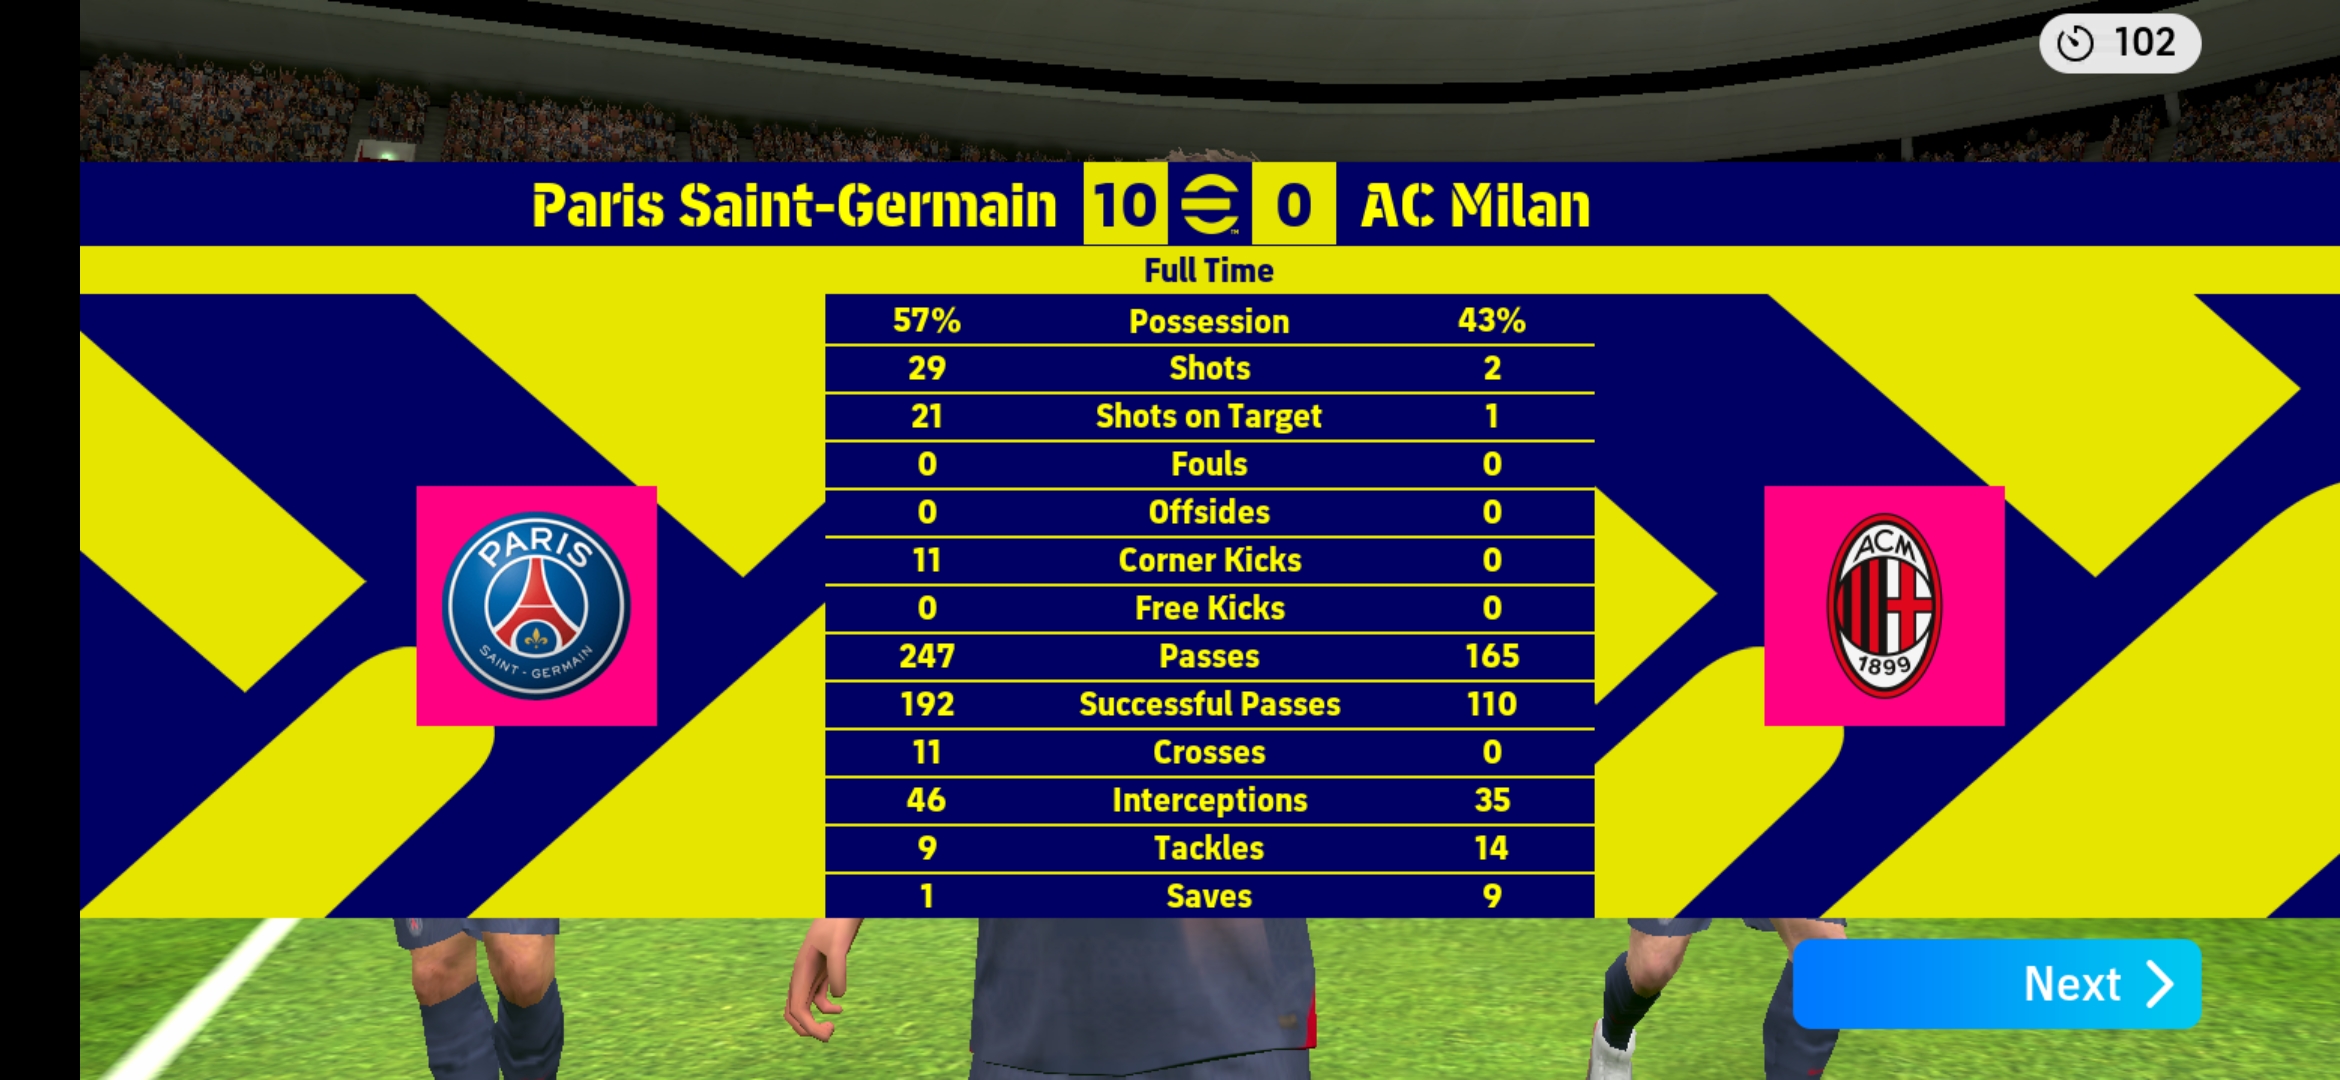 102
Paris Saint-Germain 10 0 AC Milan
Full Time
57% Possession 43%
29 Shots 2
21 Shots on Target 1
0 Fouls 0
0 Offsides 0
11 Corner Kicks 0
0 Free Kicks 0
247 Passes 165
192 Successful Passes 110
11 Crosses 0
46 Interceptions 35
9 Tackles 14
1 Saves 9
PARIS
SAINT-GERMAIN
ACM
1899
Next